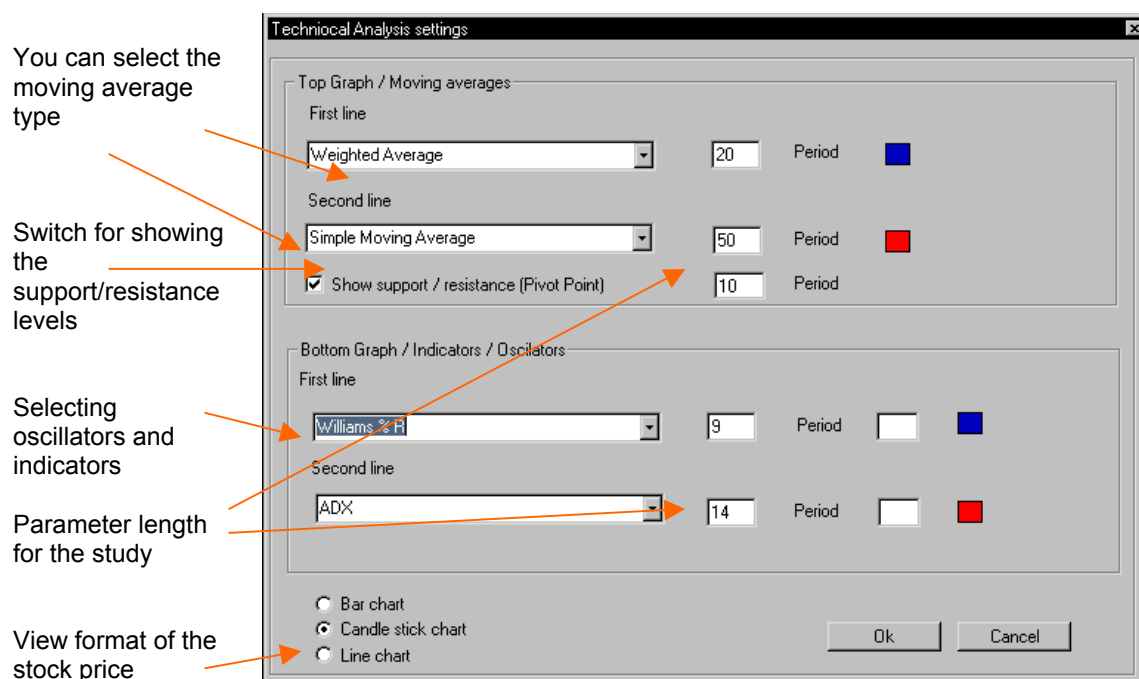 Techniocal Analysis settings
You can select the
moving average
type
Switch for showing
the
support/resistance
levels
Selecting
oscillators and
indicators
Parameter length
for the study
View format of the
stock price
Top Graph / Moving averages
First line
Weighted Average
20
Period
Second line
Simple Moving Average
50
Period
Show support / resistance (Pivot Point)
10
Period
Bottom Graph / Indicators / Oscilators
First line
Williams % R
9
Period
Second line
ADX
14
Period
Bar chart
Candle stick chart
Line chart
Ok
Cancel